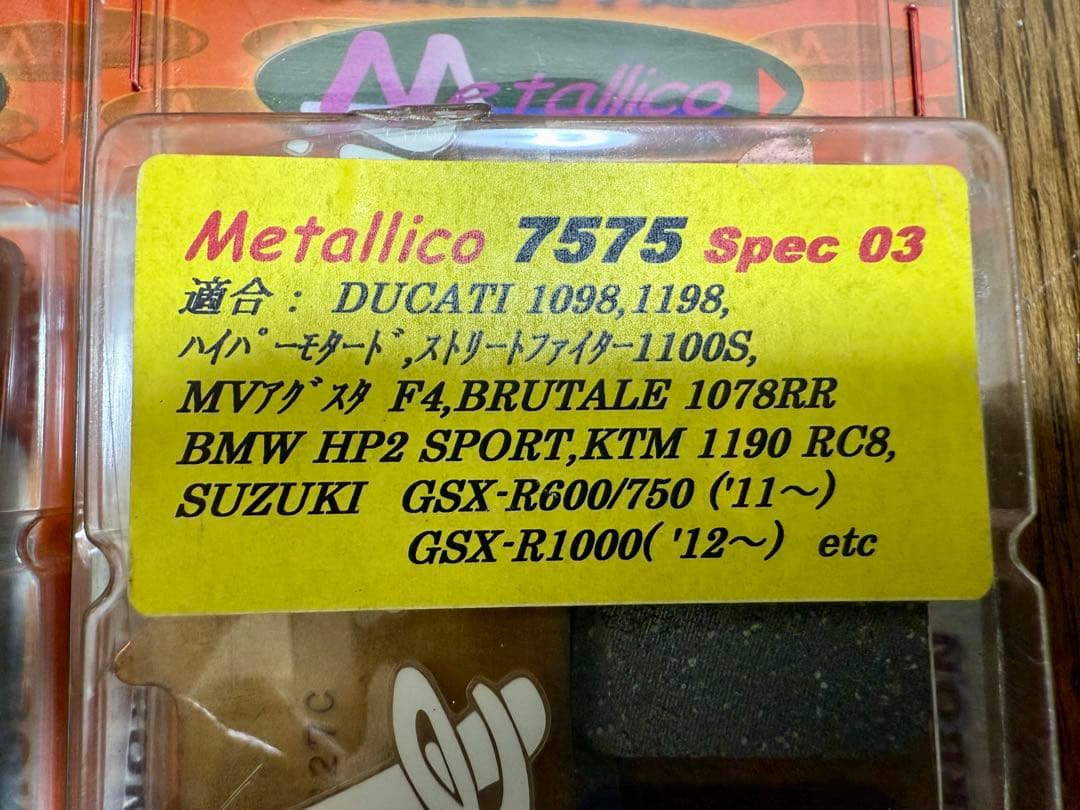 Metallico
Metallico 7575 Spec 03
適合： DUCATI 1098,1198,
ﾊｲﾊﾟｰﾓﾀｰﾄﾞ,ｽﾄﾘｰﾄﾌｧｲﾀｰ1100S,
MVｱｸﾞｽﾀ F4,BRUTALE 1078RR
BMW HP2 SPORT,KTM 1190 RC8,
SUZUKI GSX-R600/750 ('11～)
GSX-R1000( '12～) etc
27C